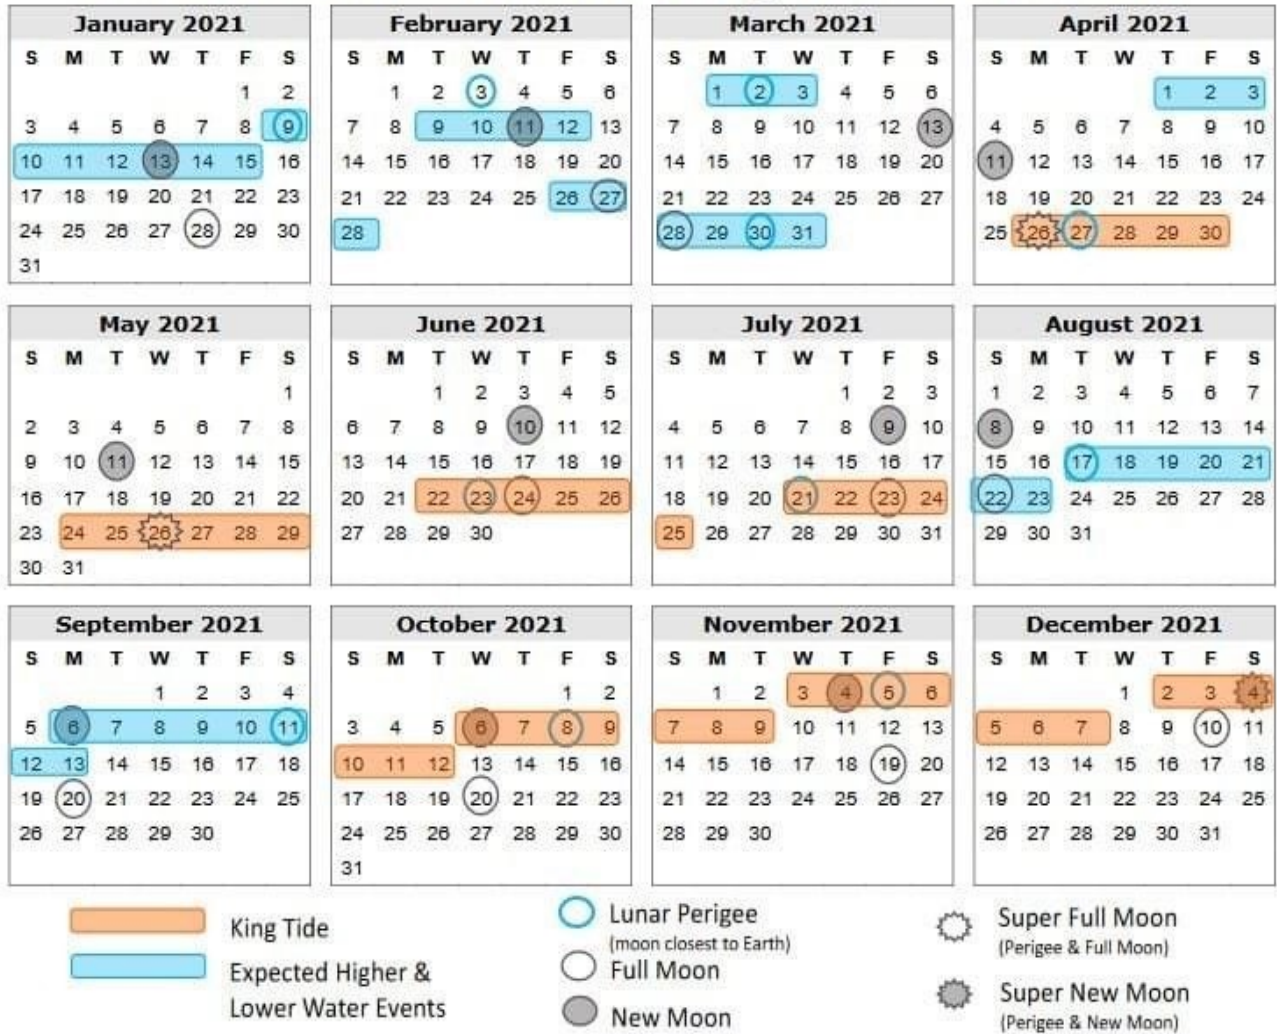 January 2021
S M T W T F S
1 2
3 4 5 6 7 8 9
10 11 12 13 14 15 16
17 18 19 20 21 22 23
24 25 26 27 28 29 30
31
February 2021
S M T W T F S
1 2 3 4 5 6
7 8 9 10 11 12 13
14 15 16 17 18 19 20
21 22 23 24 25 26 27
28
March 2021
S M T W T F S
1 2 3 4 5 6
7 8 9 10 11 12 13
14 15 16 17 18 19 20
21 22 23 24 25 26 27
28 29 30 31
April 2021
S M T W T F S
1 2 3
4 5 6 7 8 9 10
11 12 13 14 15 16 17
18 19 20 21 22 23 24
25 26 27 28 29 30
May 2021
S M T W T F S
1
2 3 4 5 6 7 8
9 10 11 12 13 14 15
16 17 18 19 20 21 22
23 24 25 26 27 28 29
30 31
June 2021
S M T W T F S
1 2 3 4 5
6 7 8 9 10 11 12
13 14 15 16 17 18 19
20 21 22 23 24 25 26
27 28 29 30
July 2021
S M T W T F S
1 2 3
4 5 6 7 8 9 10
11 12 13 14 15 16 17
18 19 20 21 22 23 24
25 26 27 28 29 30 31
August 2021
S M T W T F S
1 2 3 4 5 6 7
8 9 10 11 12 13 14
15 16 17 18 19 20 21
22 23 24 25 26 27 28
29 30 31
September 2021
S M T W T F S
1 2 3 4
5 6 7 8 9 10 11
12 13 14 15 16 17 18
19 20 21 22 23 24 25
26 27 28 29 30
October 2021
S M T W T F S
1 2
3 4 5 6 7 8 9
10 11 12 13 14 15 16
17 18 19 20 21 22 23
24 25 26 27 28 29 30
31
November 2021
S M T W T F S
1 2 3 4 5 6
7 8 9 10 11 12 13
14 15 16 17 18 19 20
21 22 23 24 25 26 27
28 29 30
December 2021
S M T W T F S
1 2 3 4
5 6 7 8 9 10 11
12 13 14 15 16 17 18
19 20 21 22 23 24 25
26 27 28 29 30 31
King Tide
Expected Higher &
Lower Water Events
Lunar Perigee
(moon closest to Earth)
Full Moon
New Moon
Super Full Moon
(Perigee & Full Moon)
Super New Moon
(Perigee & New Moon)